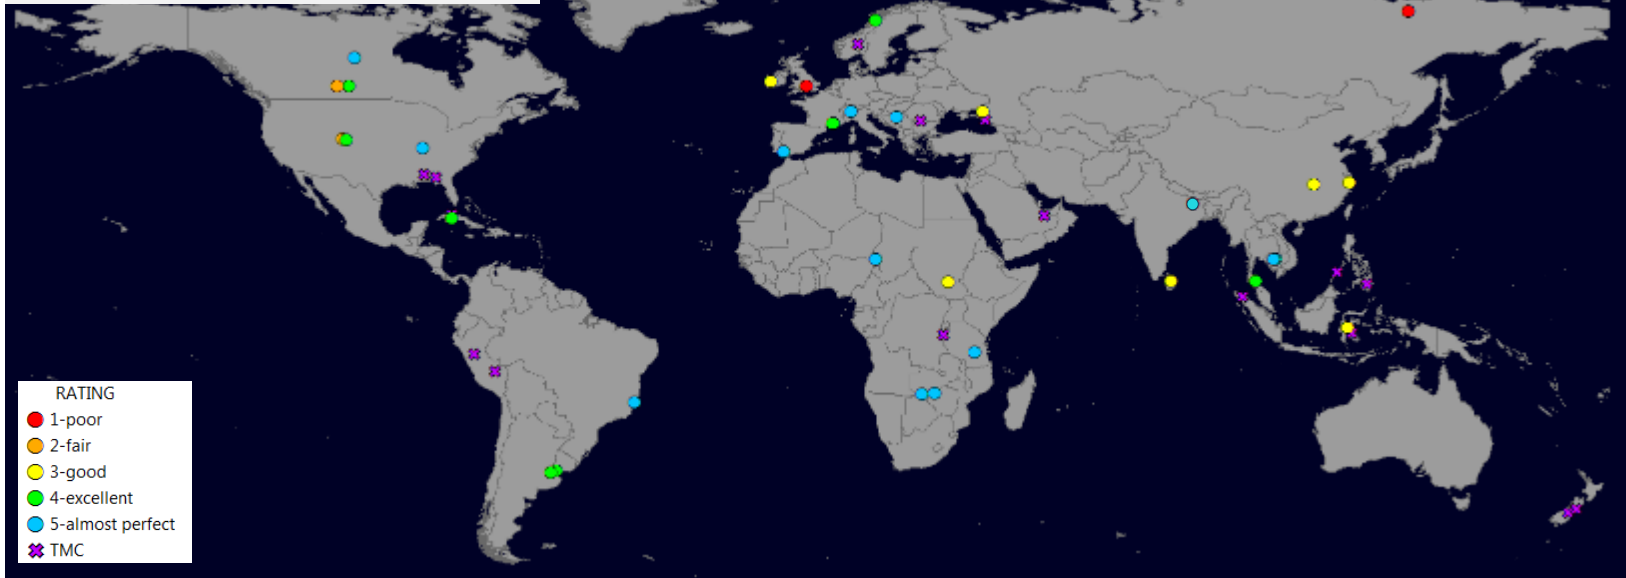 RATING
1-poor
2-fair
3-good
4-excellent
5-almost perfect
TMC